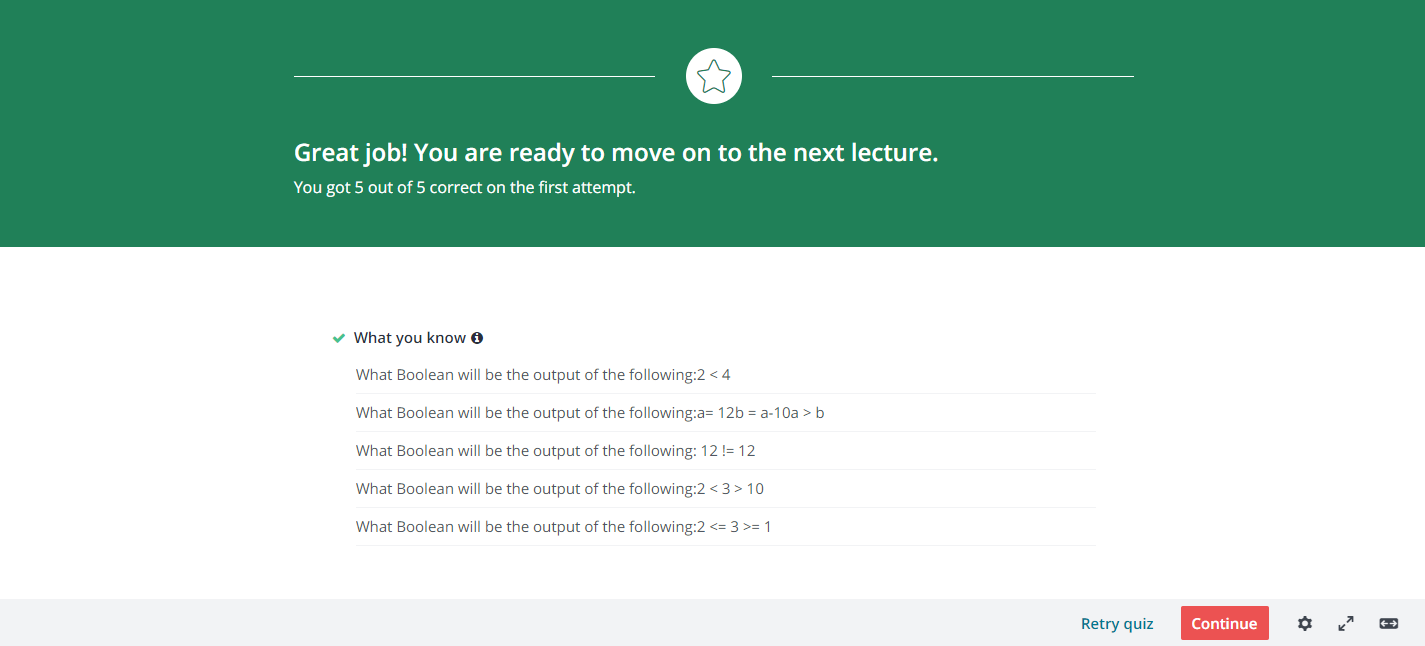 Great job! You are ready to move on to the next lecture.
You got 5 out of 5 correct on the first attempt.
What you know
What Boolean will be the output of the following:2 < 4
What Boolean will be the output of the following:a= 12b = a-10a > b
What Boolean will be the output of the following: 12 != 12
What Boolean will be the output of the following:2 < 3 > 10
What Boolean will be the output of the following:2 <= 3 >= 1
Retry quiz
Continue